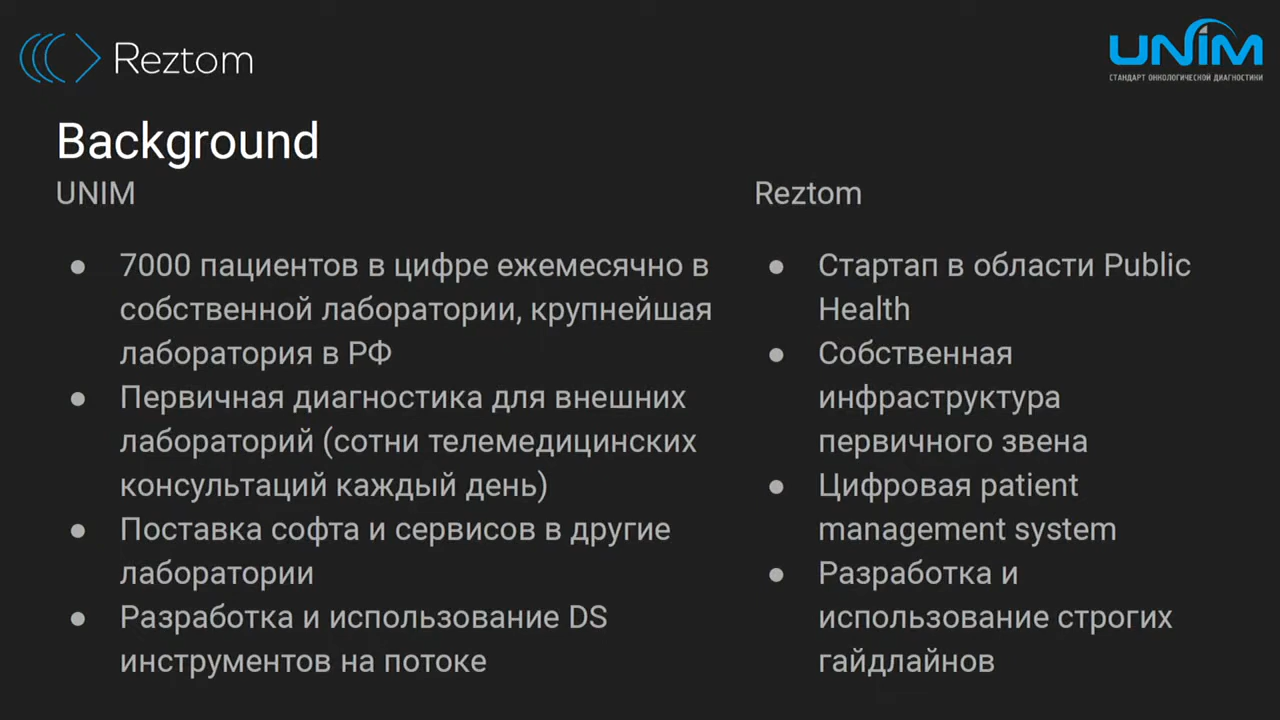 Reztom
UNIM
СТАНДАРТ ОНКОЛОГИЧЕСКОЙ ДИАГНОСТИКИ
Background
UNIM
● 7000 пациентов в цифре ежемесячно в
собственной лаборатории, крупнейшая
лаборатория в РФ
● Первичная диагностика для внешних
лабораторий (сотни телемедицинских
консультаций каждый день)
● Поставка софта и сервисов в другие
лаборатории
● Разработка и использование DS
инструментов на потоке
Reztom
● Стартап в области Public
Health
● Собственная
инфраструктура
первичного звена
● Цифровая patient
management system
● Разработка и
использование строгих
гайдлайнов